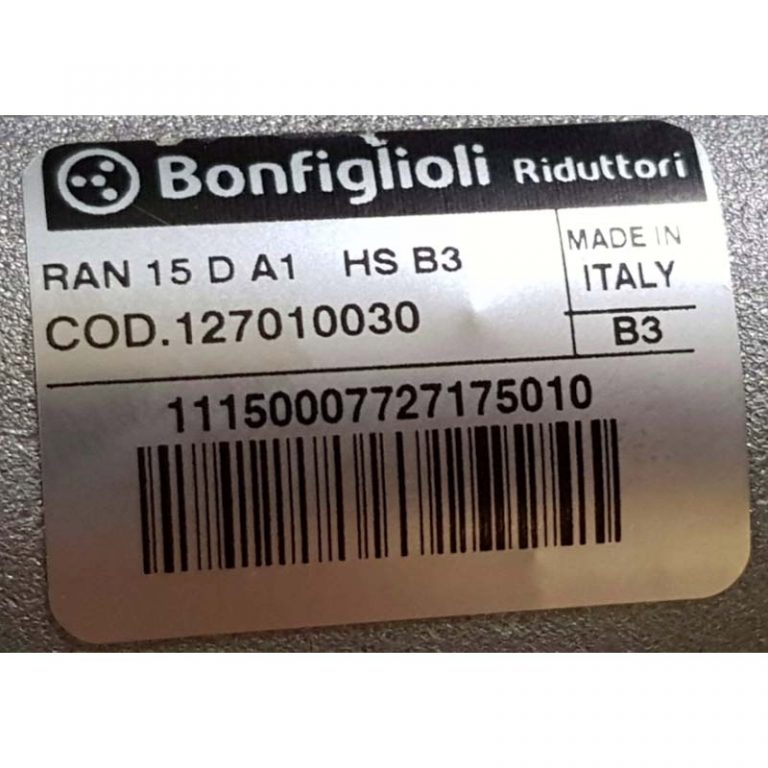 Bonfiglioli Riduttori
RAN 15 D A1 HS B3
COD.127010030
MADE IN
ITALY
B3
11150007727175010